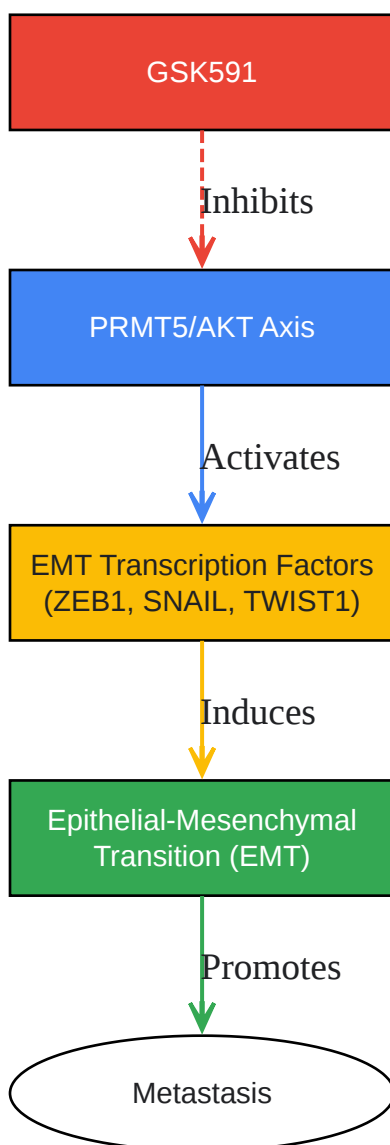 GSK591
Inhibits
PRMT5/AKT Axis
Activates
EMT Transcription Factors
(ZEB1, SNAIL, TWIST1)
Induces
Epithelial-Mesenchymal
Transition (EMT)
Promotes
Metastasis